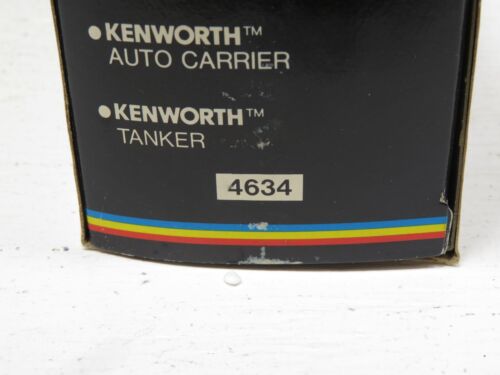 ●KENWORTH™
AUTO CARRIER
●KENWORTH™
TANKER
4634